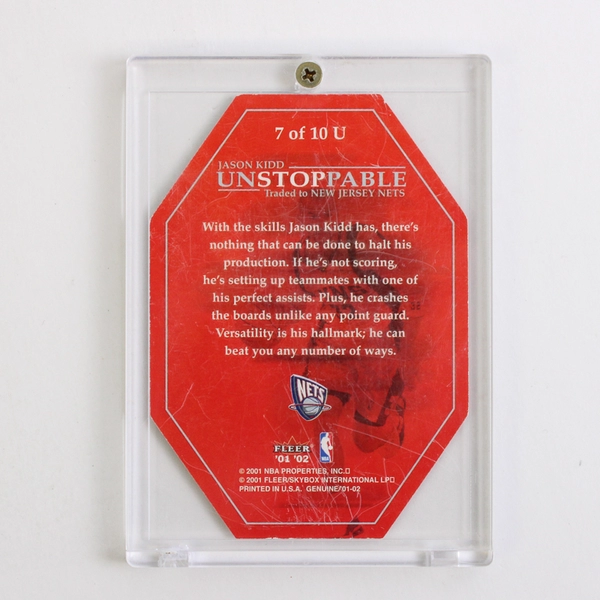 7 of 10 U
JASON KIDD
UNSTOPPABLE
Traded to NEW JERSEY NETS
With the skills Jason Kidd has, there's
nothing that can be done to halt his
production. If he's not scoring,
he's setting up teammates with one of
his perfect assists. Plus, he crashes
the boards unlike any point guard.
Versatility is his hallmark; he can
beat you any number of ways.
NETS
FLEER
'01 '02
NBA
© 2001 NBA PROPERTIES, INC.
© 2001 FLEER/SKYBOX INTERNATIONAL LP
PRINTED IN U.S.A. GENUINE/01-02